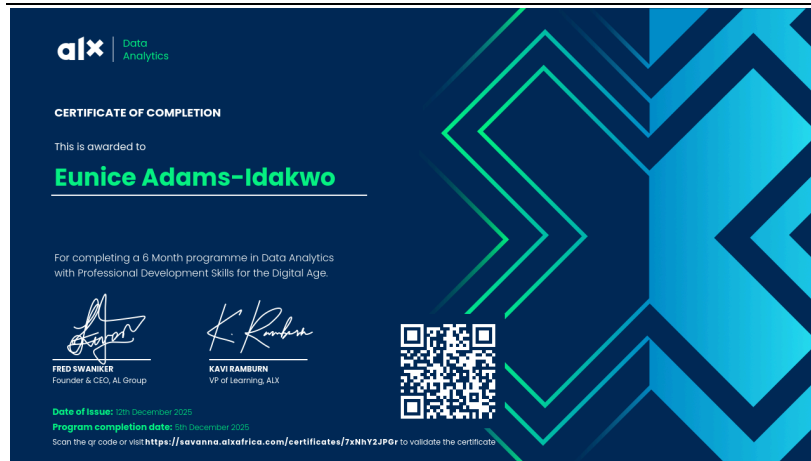 alx
Data
Analytics
CERTIFICATE OF COMPLETION
This is awarded to
Eunice Adams-Idakwo
For completing a 6 Month programme in Data Analytics
with Professional Development Skills for the Digital Age.
K. Ramburn
FRED SWANIKER
Founder & CEO, AL Group
KAVI RAMBURN
VP of Learning, ALX
Date of Issue: 12th December 2025
Program completion date: 5th December 2025
Scan the qr code or visit https://savanna.alxafrica.com/certificates/7xNhY2JPGr to validate the certificate